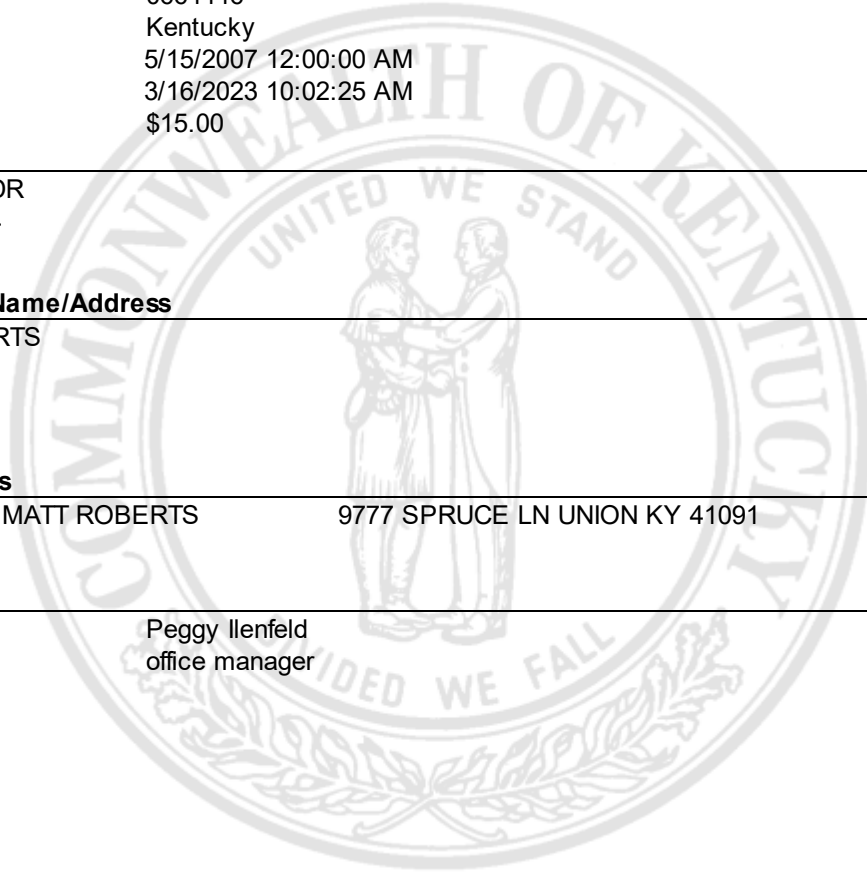 Kentucky
5/15/2007 12:00:00 AM
3/16/2023 10:02:25 AM
$15.00
OR
Name/Address
RTS
s
MATT ROBERTS 9777 SPRUCE LN UNION KY 41091
Peggy Ilenfeld
office manager
COMMONWEALTH OF KENTUCKY
UNITED WE STAND
DIVIDED WE FALL